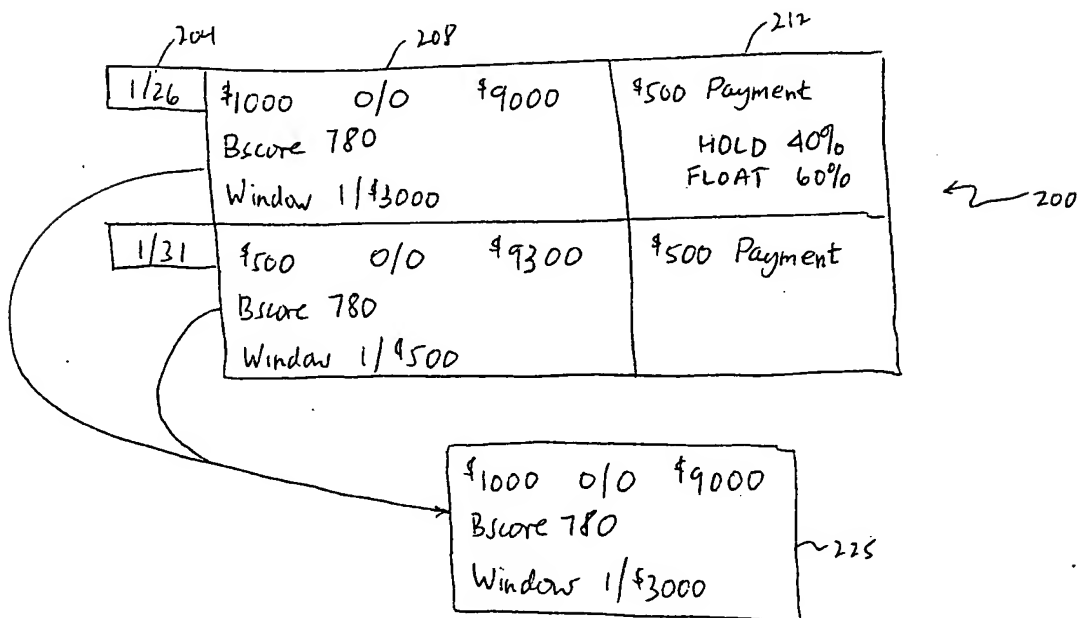 204 208 212
1/26 $1000 0/0 $9000 $500 Payment
Bscore 780 HOLD 40%
FLOAT 60%
Window 1/$3000 200
1/31 $500 0/0 $9300 $500 Payment
Bscore 780
Window 1/$500
$1000 0/0 $9000
Bscore 780
225
Window 1/$3000